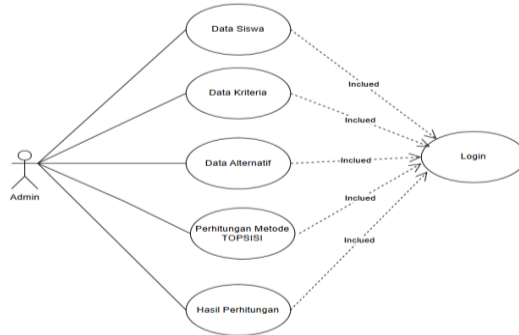 Data Siswa
Inclued
Data Kriteria
Inclued
Data Alternatif
Inclued
Login
Admin
Perhitungan Metode
TOPSISI
Inclued
Inclued
Hasil Perhitungan